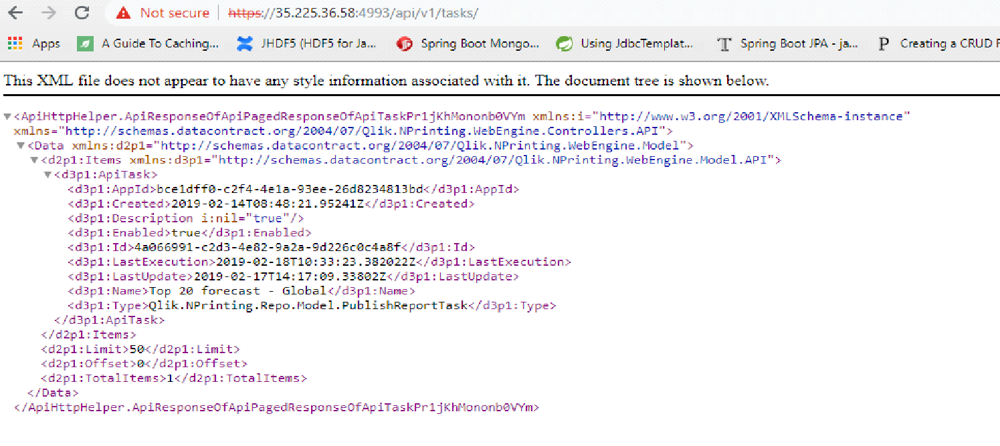 Not secure https://35.225.36.58:4993/api/v1/tasks/
Apps A Guide To Caching... JHDF5 (HDF5 for Ja... Spring Boot Mongo... Using JdbcTemplat... Spring Boot JPA - ja... Creating a CRUD F
This XML file does not appear to have any style information associated with it. The document tree is shown below.
▼<ApiHttpHelper.ApiResponseOfApiPagedResponseOfApiTaskPr1jKhMononb0VYm xmlns:i="http://www.w3.org/2001/XMLSchema-instance"
xmlns="http://schemas.datacontract.org/2004/07/Qlik.NPrinting.WebEngine.Controllers.API">
▼<Data xmlns:d2p1="http://schemas.datacontract.org/2004/07/Qlik.NPrinting.WebEngine.Model">
▼<d2p1:Items xmlns:d3p1="http://schemas.datacontract.org/2004/07/Qlik.NPrinting.WebEngine.Model.API">
▼<d3p1:ApiTask>
<d3p1:AppId>bce1dff0-c2f4-4e1a-93ee-26d8234813bd</d3p1:AppId>
<d3p1:Created>2019-02-14T08:48:21.95241Z</d3p1:Created>
<d3p1:Description i:nil="true"/>
<d3p1:Enabled>true</d3p1:Enabled>
<d3p1:Id>4a066991-c2d3-4e82-9a2a-9d226c0c4a8f</d3p1:Id>
<d3p1:LastExecution>2019-02-18T10:33:23.382022Z</d3p1:LastExecution>
<d3p1:LastUpdate>2019-02-17T14:17:09.33802Z</d3p1:LastUpdate>
<d3p1:Name>Top 20 forecast - Global</d3p1:Name>
<d3p1:Type>Qlik.NPrinting.Repo.Model.PublishReportTask</d3p1:Type>
</d3p1:ApiTask>
</d2p1:Items>
<d2p1:Limit>50</d2p1:Limit>
<d2p1:Offset>0</d2p1:Offset>
<d2p1:TotalItems>1</d2p1:TotalItems>
</Data>
</ApiHttpHelper.ApiResponseOfApiPagedResponseOfApiTaskPr1jKhMononb0VYm>